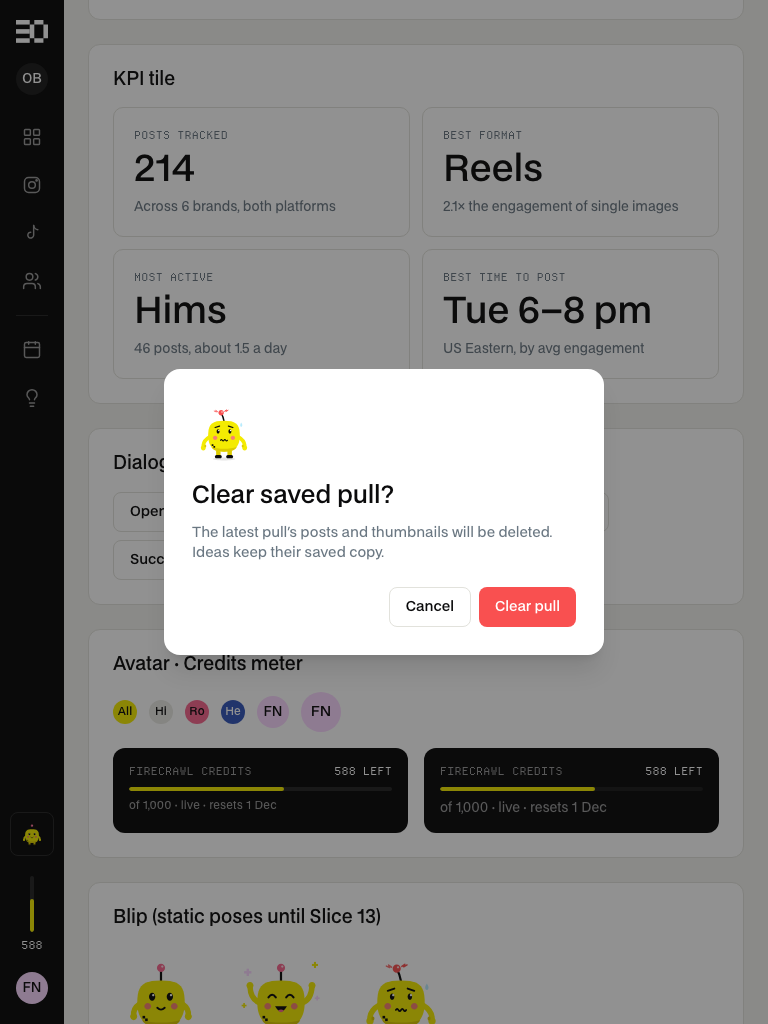 OB
KPI tile
POSTS TRACKED
214
Across 6 brands, both platforms
BEST FORMAT
Reels
2.1× the engagement of single images
MOST ACTIVE
Hims
46 posts, about 1.5 a day
BEST TIME TO POST
Tue 6–8 pm
US Eastern, by avg engagement
Clear saved pull?
The latest pull's posts and thumbnails will be deleted.
Ideas keep their saved copy.
Cancel
Clear pull
Avatar · Credits meter
All
Hi
Ro
He
FN
FN
FIRECRAWL CREDITS
588 LEFT
of 1,000 · live · resets 1 Dec
FIRECRAWL CREDITS
588 LEFT
of 1,000 · live · resets 1 Dec
Blip (static poses until Slice 13)
588
FN